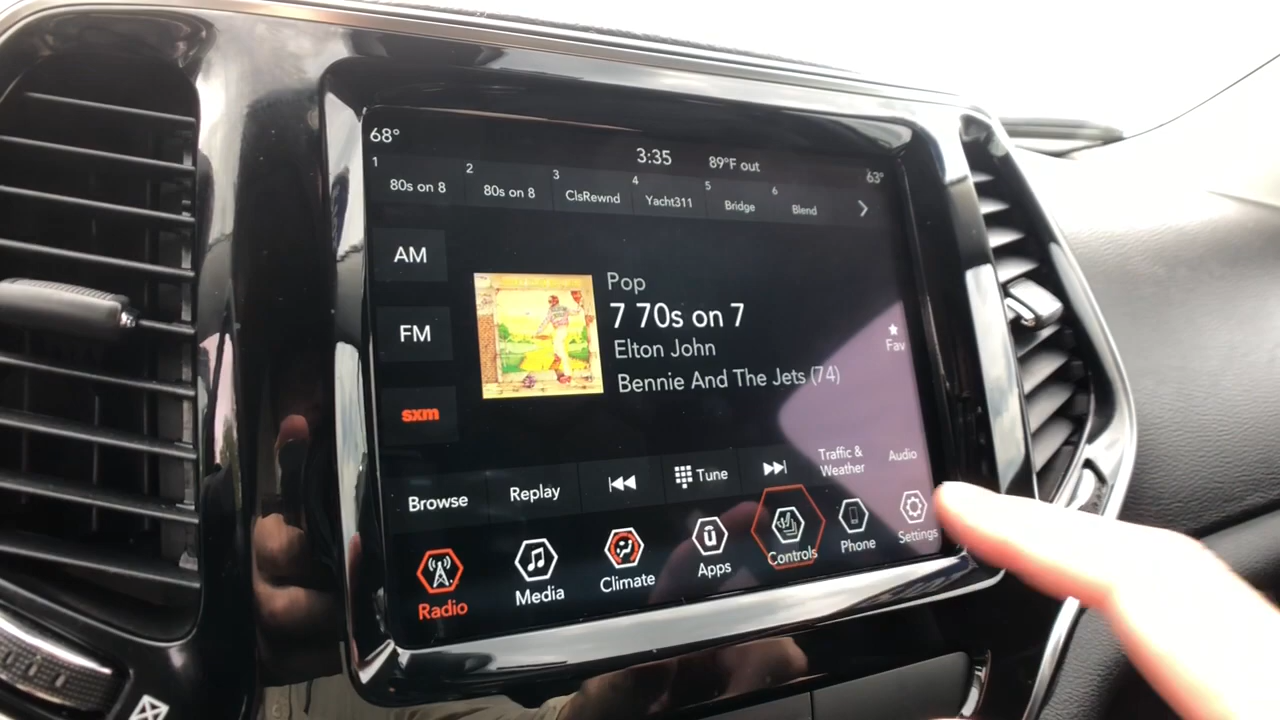 68°
3:35
89°F out
63°
1
80s on 8
2
80s on 8
3
ClsRewnd
4
Yacht311
5
Bridge
6
Blend
AM
FM
sxm
Pop
7 70s on 7
Elton John
Bennie And The Jets (74)
Fav
Browse
Replay
Tune
Traffic &
Weather
Audio
Radio
Media
Climate
Apps
Controls
Phone
Settings